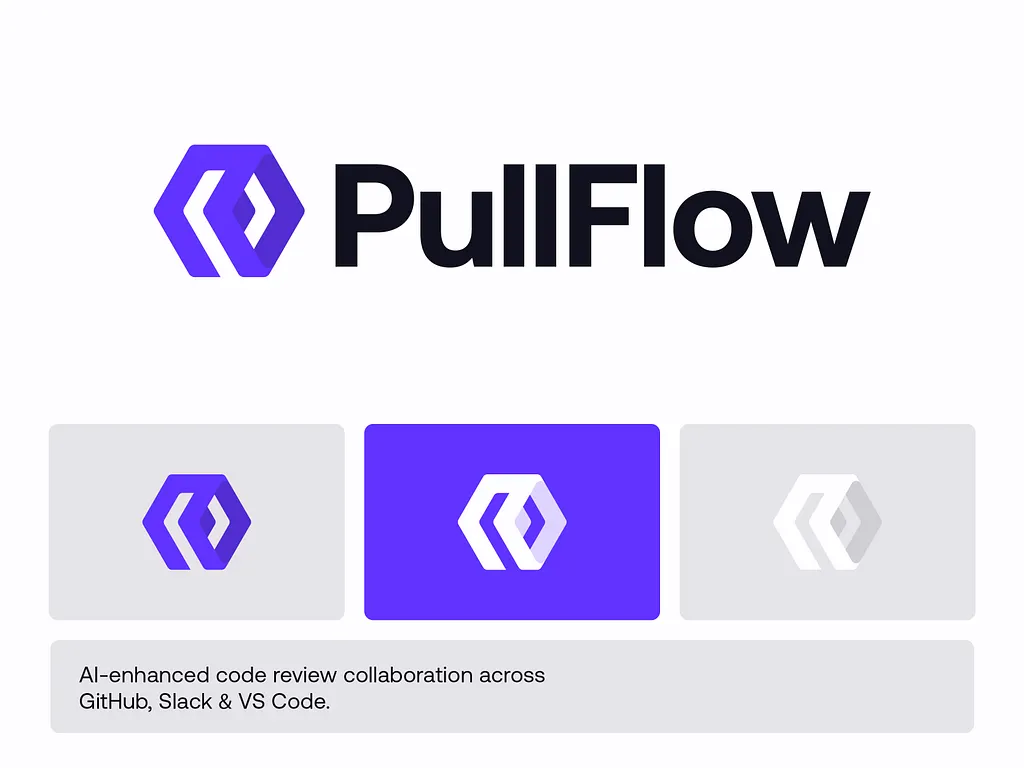 PullFlow
AI-enhanced code review collaboration across
GitHub, Slack & VS Code.